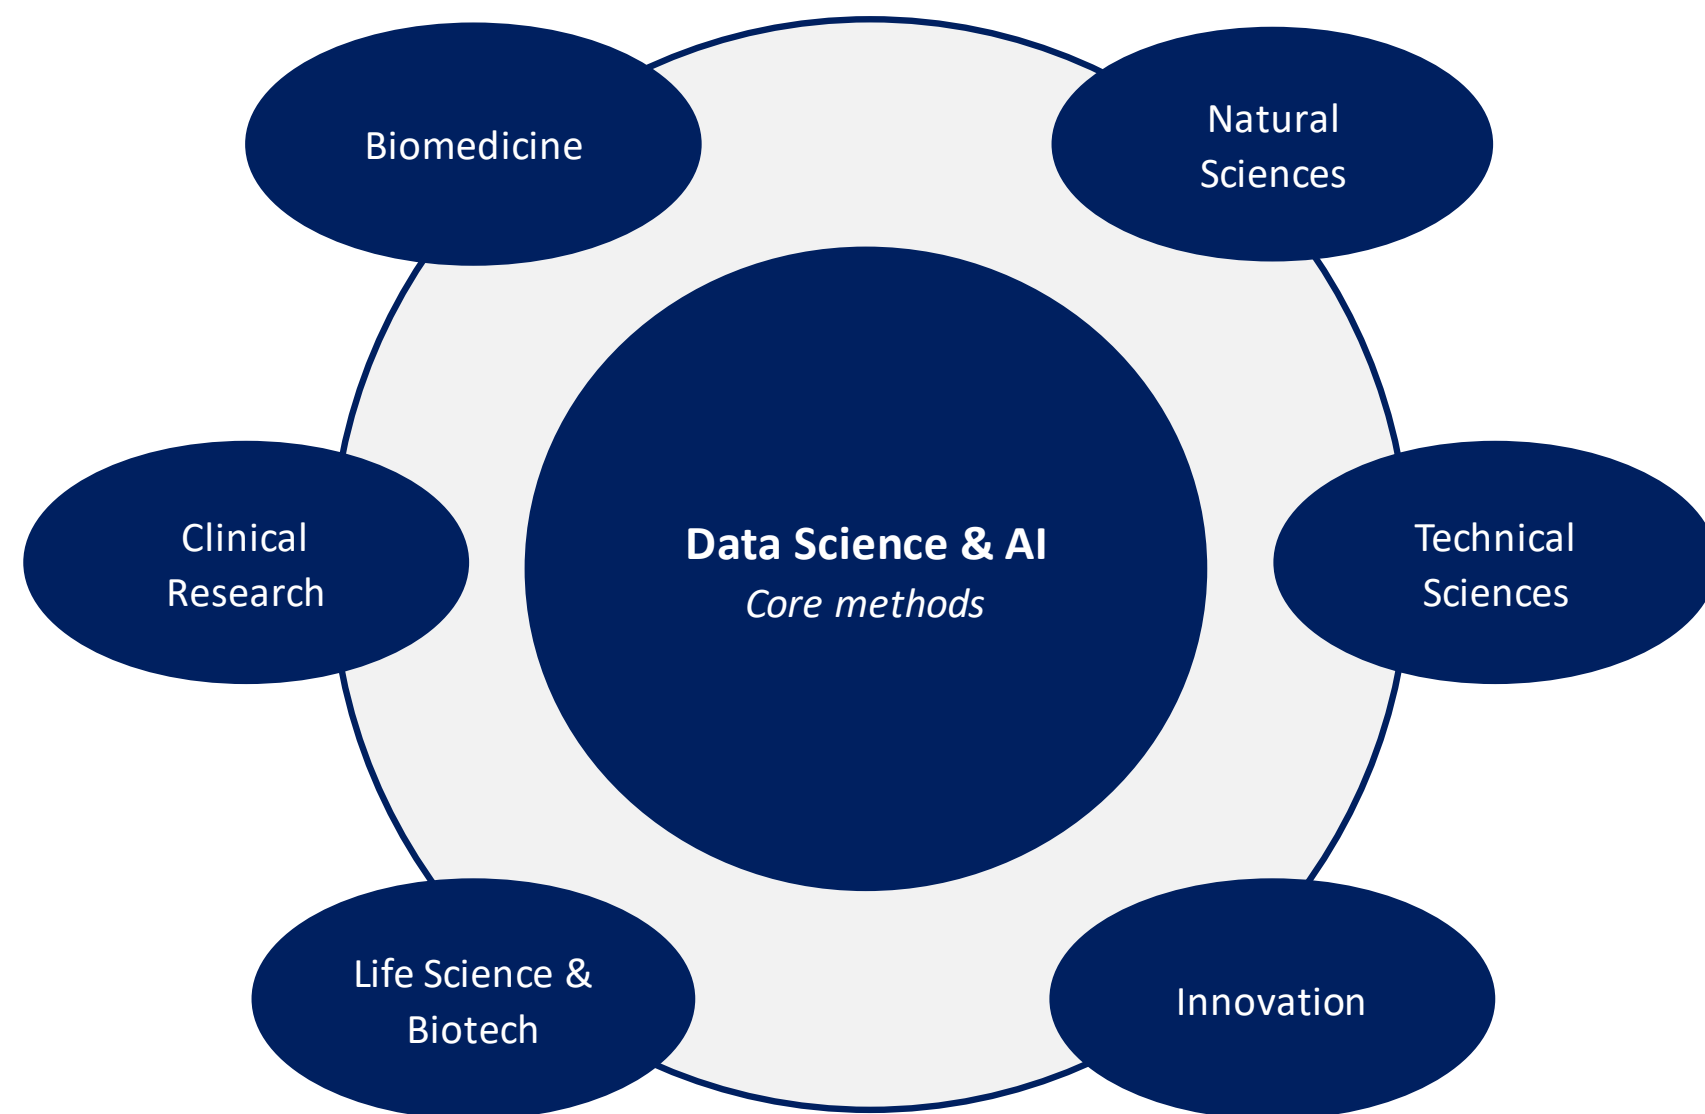 Biomedicine
Natural
Sciences
Clinical
Research
Data Science & AI
Core methods
Technical
Sciences
Life Science &
Biotech
Innovation